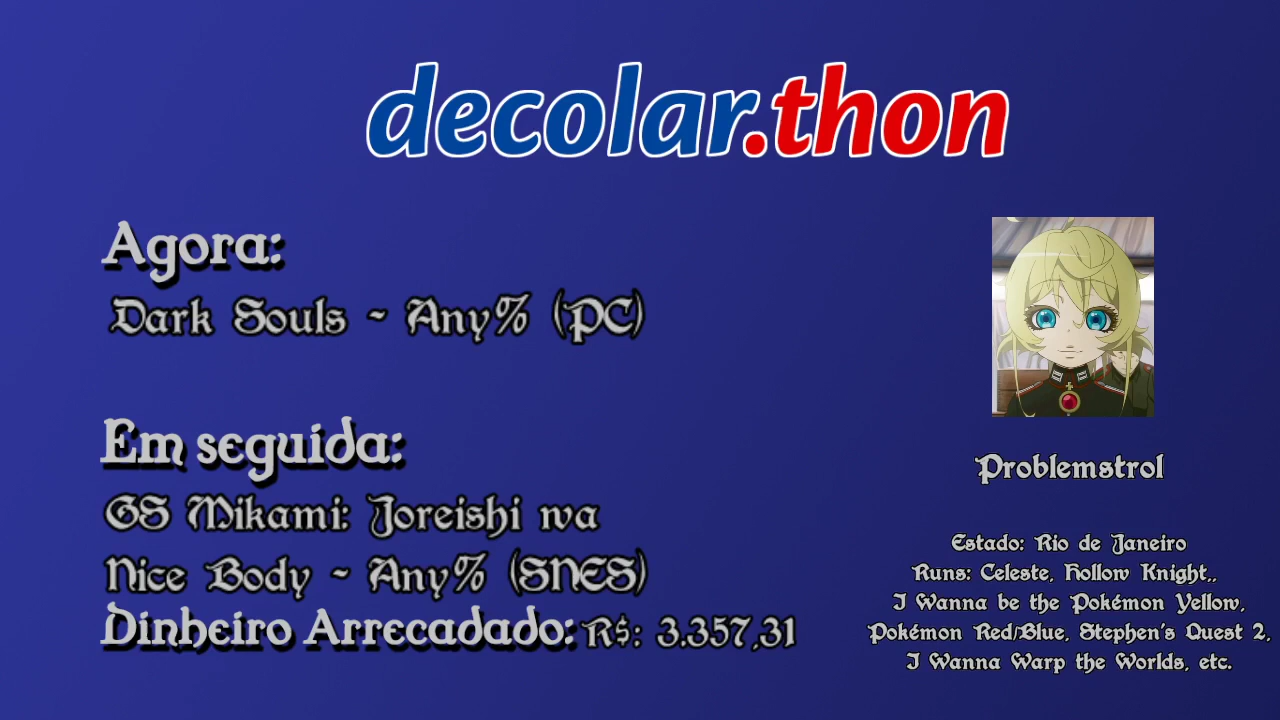 decolar.thon
Agora:
Dark Souls - Any% (PC)
Em seguida:
GS Mikami: Joreishi wa
Nice Body - Any% (SNES)
Dinheiro Arrecadado: R$: 3.357,31
Problemstrol
Estado: Rio de Janeiro
Runs: Celeste, Hollow Knight,,
I Wanna be the Pokémon Yellow,
Pokémon Red/Blue, Stephen's Quest 2,
I Wanna Warp the Worlds, etc.